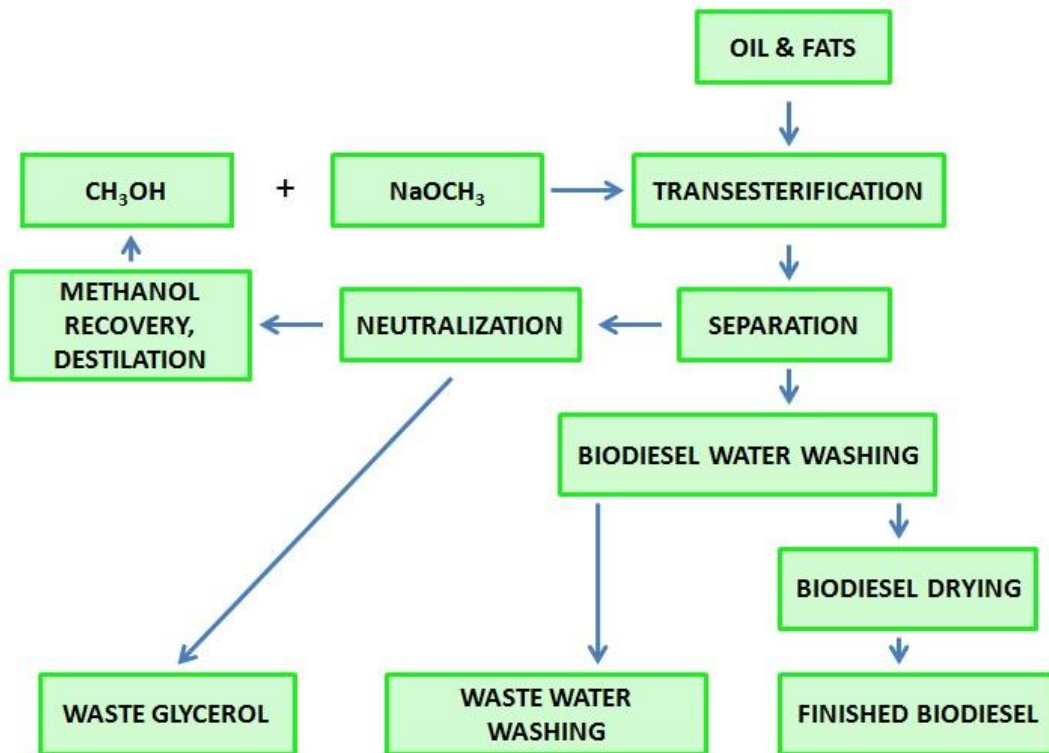 OIL & FATS
CH₃OH
+
NaOCH₃
TRANSESTERIFICATION
METHANOL
RECOVERY,
DESTILATION
NEUTRALIZATION
SEPARATION
BIODIESEL WATER WASHING
BIODIESEL DRYING
WASTE GLYCEROL
WASTE WATER
WASHING
FINISHED BIODIESEL